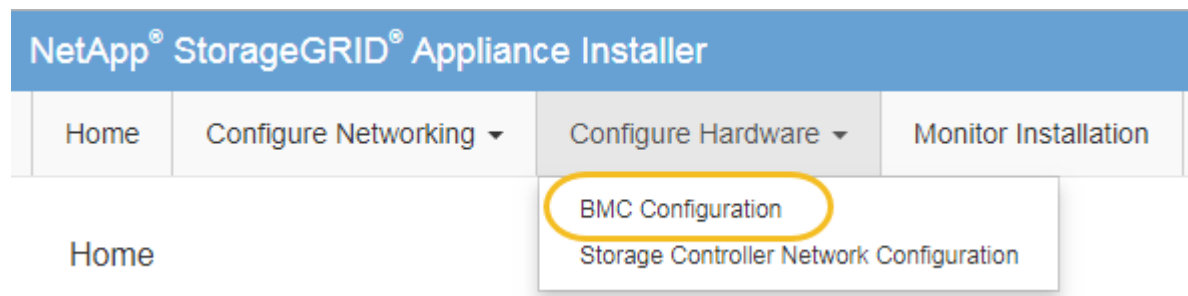 NetApp® StorageGRID® Appliance Installer
Home Configure Networking Configure Hardware Monitor Installation
BMC Configuration
Storage Controller Network Configuration
Home